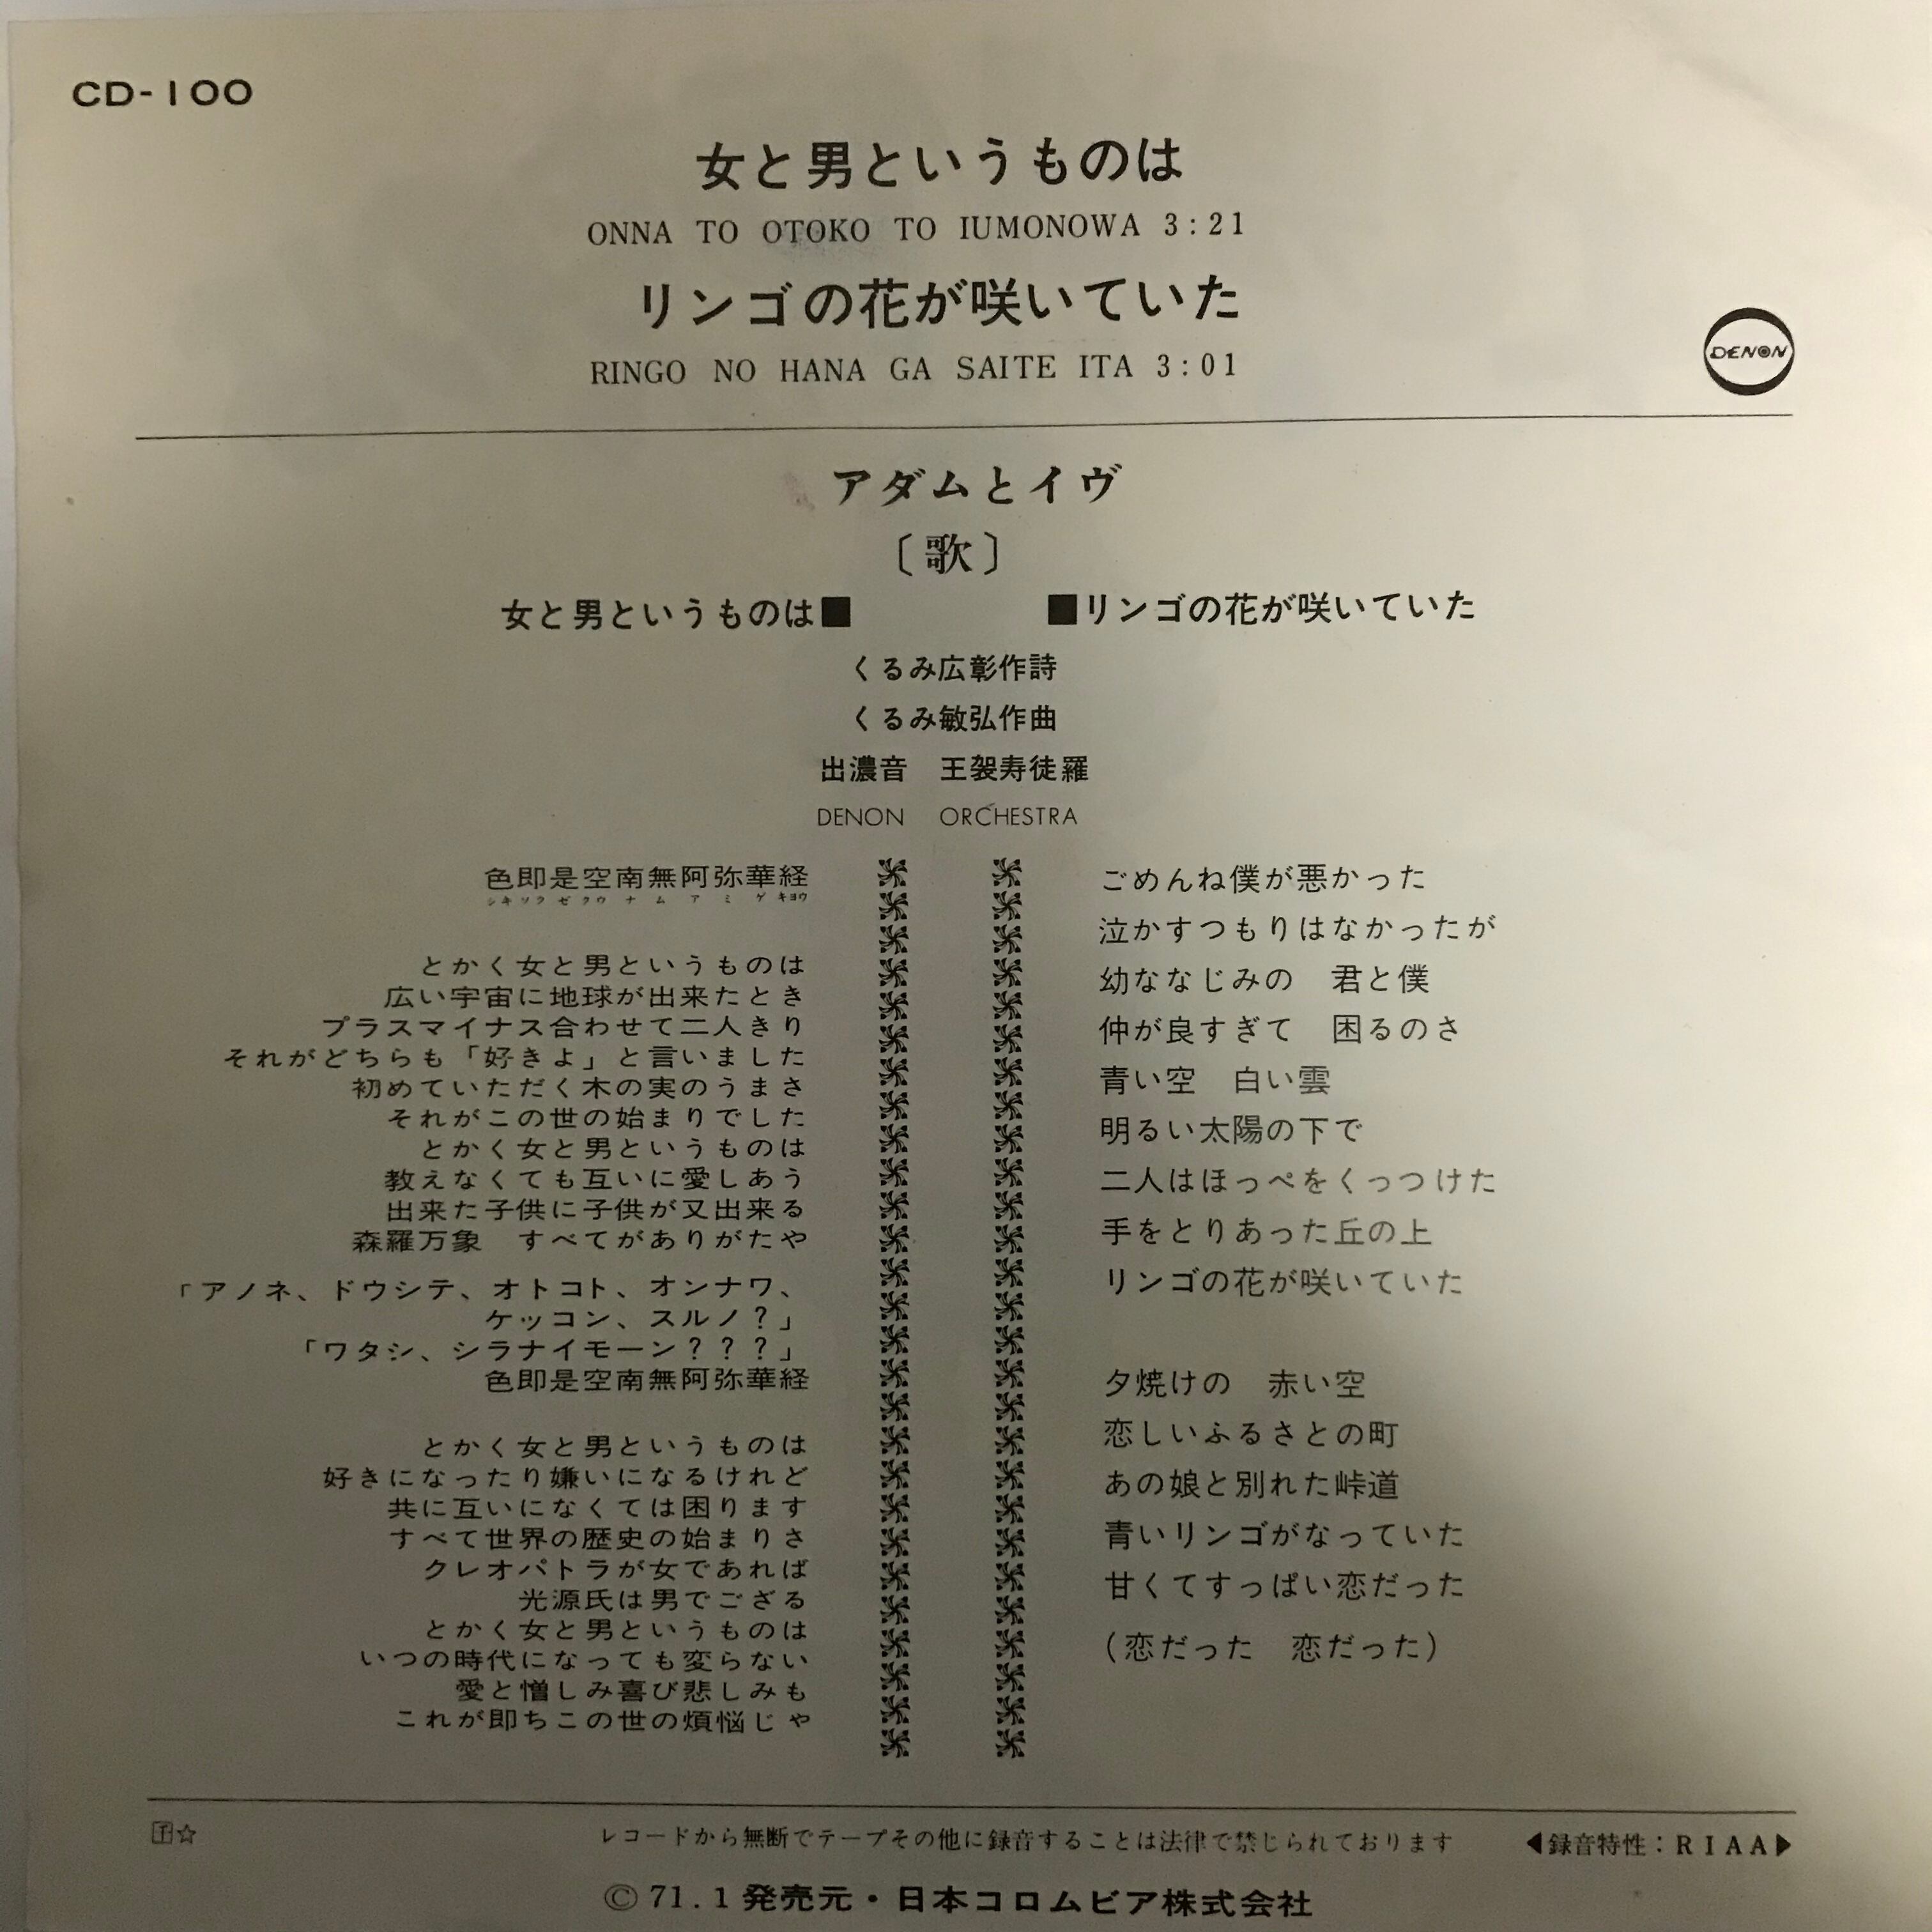 CD-100
女と男というものは
ONNA TO OTOKO TO IUMONOWA 3:21
リンゴの花が咲いていた
RINGO NO HANA GA SAITE ITA 3:01
DENON
アダムとイヴ
〔歌〕
女と男というものは■
■リンゴの花が咲いていた
くるみ広彰作詩
くるみ敏弘作曲
出濃音 王袈寿徒羅
DENON ORCHESTRA
色即是空南無阿弥華経
シキソクゼクウナムアミゲキヨウ
とかく女と男というものは
広い宇宙に地球が出来たとき
プラスマイナス合わせて二人きり
それがどちらも「好きよ」と言いました
初めていただく木の実のうまさ
それがこの世の始まりでした
とかく女と男というものは
教えなくても互いに愛しあう
出来た子供に子供が又出来る
森羅万象 すべてがありがたや
「アノネ、ドウシテ、オトコト、オンナワ、
ケッコン、スルノ?」
「ワタシ、シラナイモーン???」
色即是空南無阿弥華経
とかく女と男というものは
好きになったり嫌いになるけれど
共に互いになくては困ります
すべて世界の歴史の始まりさ
クレオパトラが女であれば
光源氏は男でござる
とかく女と男というものは
いつの時代になっても変らない
愛と憎しみ喜び悲しみも
これが即ちこの世の煩悩じゃ
ごめんね僕が悪かった
泣かすつもりはなかったが
幼ななじみの 君と僕
仲が良すぎて 困るのさ
青い空 白い雲
明るい太陽の下で
二人はほっぺをくっつけた
手をとりあった丘の上
リンゴの花が咲いていた
夕焼けの 赤い空
恋しいふるさとの町
あの娘と別れた峠道
青いリンゴがなっていた
甘くてすっぱい恋だった
(恋だった 恋だった)
🄵☆
レコードから無断でテープその他に録音することは法律で禁じられております
◀録音特性:RIAA▶
© 71.1 発売元・日本コロムビア株式会社